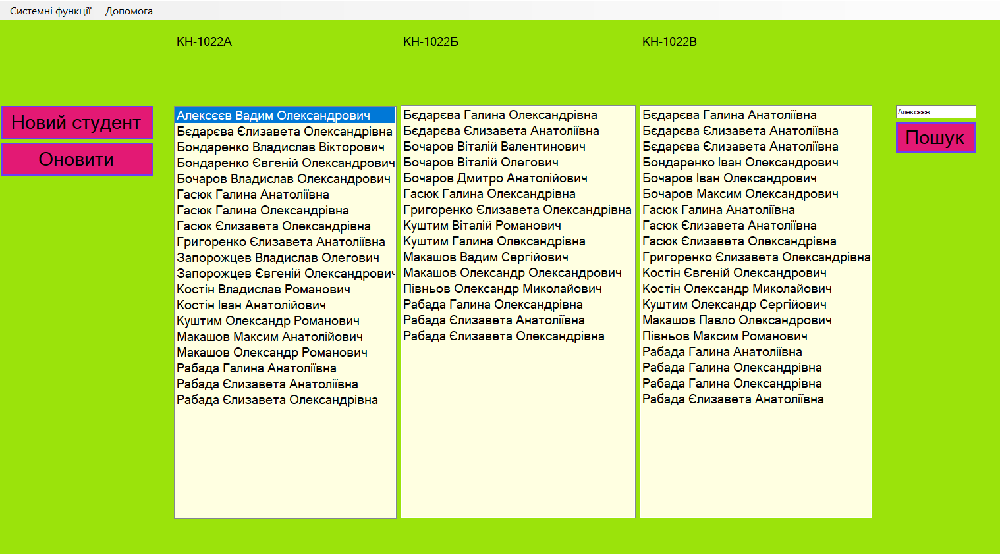 Системні функції Допомога
КН-1022А
КН-1022Б
КН-1022В
Новий студент
Оновити
Алексєєв Вадим Олександрович
Бєдарєва Єлизавета Олександрівна
Бондаренко Владислав Вікторович
Бондаренко Євгеній Олександрович
Бочаров Владислав Олександрович
Гасюк Галина Анатоліївна
Гасюк Галина Олександрівна
Гасюк Єлизавета Олександрівна
Григоренко Єлизавета Анатоліївна
Запорожцев Владислав Олегович
Запорожцев Євгеній Олександрович
Костін Владислав Романович
Костін Іван Анатолійович
Куштим Олександр Романович
Макашов Максим Анатолійович
Макашов Олександр Романович
Рабада Галина Анатоліївна
Рабада Єлизавета Анатоліївна
Рабада Єлизавета Олександрівна
Бєдарєва Галина Олександрівна
Бєдарєва Єлизавета Анатоліївна
Бочаров Віталій Валентинович
Бочаров Віталій Олегович
Бочаров Дмитро Анатолійович
Гасюк Галина Олександрівна
Григоренко Єлизавета Олександрівна
Куштим Віталій Романович
Куштим Галина Олександрівна
Макашов Вадим Сергійович
Макашов Олександр Олександрович
Півньов Олександр Миколайович
Рабада Галина Олександрівна
Рабада Єлизавета Анатоліївна
Рабада Єлизавета Олександрівна
Бєдарєва Галина Анатоліївна
Бєдарєва Єлизавета Анатоліївна
Бєдарєва Єлизавета Анатоліївна
Бондаренко Іван Олександрович
Бочаров Іван Олександрович
Бочаров Максим Олександрович
Гасюк Галина Анатоліївна
Гасюк Єлизавета Анатоліївна
Гасюк Єлизавета Олександрівна
Григоренко Єлизавета Олександрівна
Костін Євгеній Олександрович
Костін Олександр Миколайович
Куштим Олександр Сергійович
Макашов Павло Олександрович
Півньов Максим Романович
Рабада Галина Анатоліївна
Рабада Галина Олександрівна
Рабада Галина Олександрівна
Рабада Єлизавета Анатоліївна
Алексєєв
Пошук